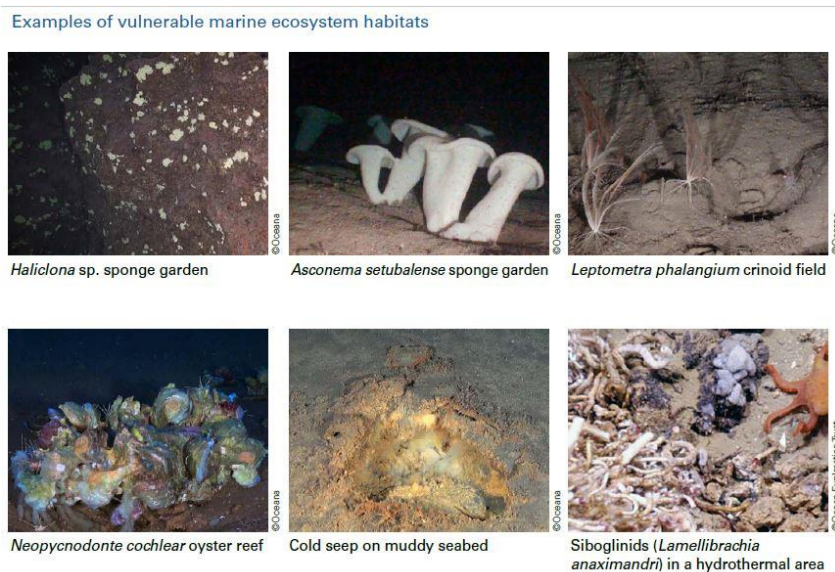 Examples of vulnerable marine ecosystem habitats
©Oceana
©Oceana
Haliclona sp. sponge garden
Asconema setubalense sponge garden
Leptometra phalangium crinoid field
©Oceana
©Oceana
Neopycnodonte cochlear oyster reef
Cold seep on muddy seabed
Siboglinids (Lamellibrachia
anaximandri) in a hydrothermal area